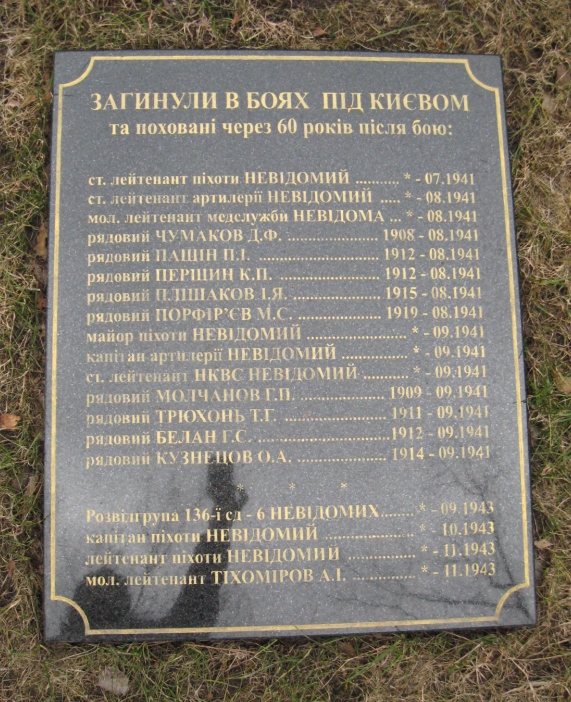 ЗАГИНУЛИ В БОЯХ ПІД КИЄВОМ
та поховані через 60 років після бою:
ст. лейтенант піхоти НЕВІДОМИЙ ........... * - 07.1941
ст. лейтенант артилерії НЕВІДОМИЙ ..... * - 08.1941
мол. лейтенант медслужби НЕВІДОМА ... * - 08.1941
рядовий ЧУМАКОВ Д.Ф. ...................... 1908 - 08.1941
рядовий ПАЩІН П.І. ............................ 1912 - 08.1941
рядовий ПЕРШИН К.П. ........................ 1912 - 08.1941
рядовий ПЛІШАКОВ І.Я. ..................... 1915 - 08.1941
рядовий ПОРФІР'ЄВ М.С. .................... 1919 - 08.1941
майор піхоти НЕВІДОМИЙ ........................ * - 09.1941
капітан артилерії НЕВІДОМИЙ ............... * - 09.1941
ст. лейтенант НКВС НЕВІДОМИЙ .......... * - 09.1941
рядовий МОЛЧАНОВ Г.П. .................... 1909 - 09.1941
рядовий ТРЮХОНЬ Т.Г. ...................... 1911 - 09.1941
рядовий БЕЛАН Г.С. ............................. 1912 - 09.1941
рядовий КУЗНЕЦОВ О.А. ..................... 1914 - 09.1941
* * *
Розвідгрупа 136-ї сд - 6 НЕВІДОМИХ....... * - 09.1943
капітан піхоти НЕВІДОМИЙ .................... * - 10.1943
лейтенант піхоти НЕВІДОМИЙ ............... * - 11.1943
мол. лейтенант ТІХОМІРОВ А.І. .............. * - 11.1943